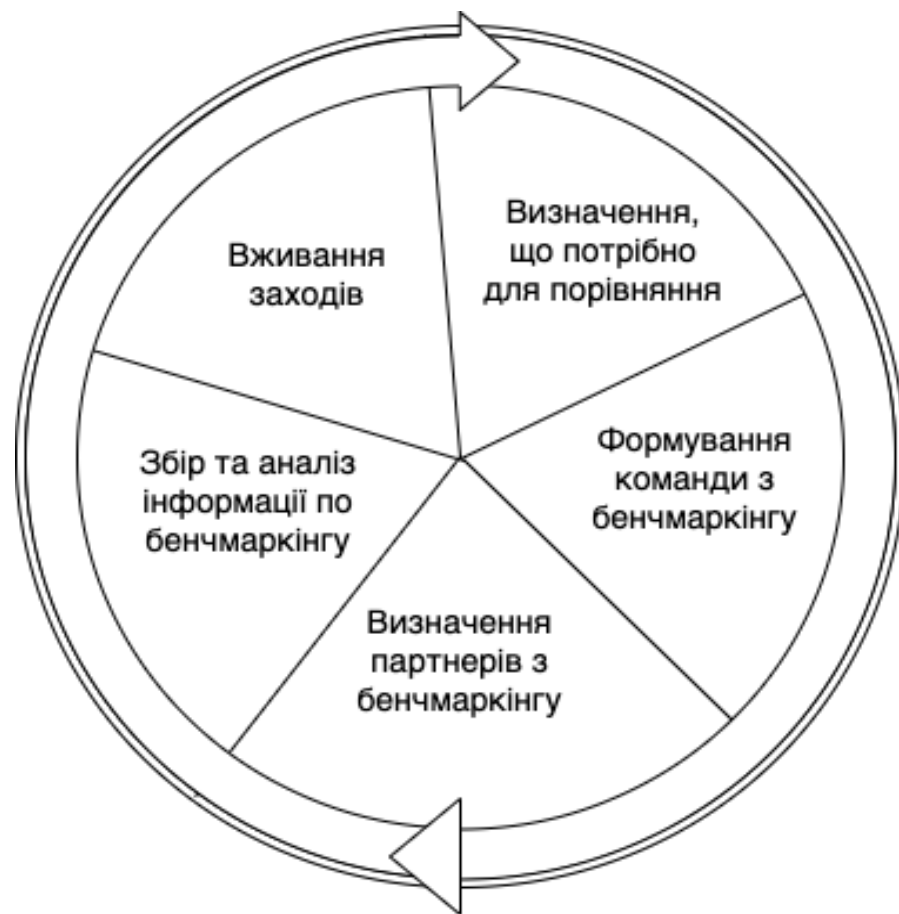 Визначення,
що потрібно
для порівняння
Формування
команди з
бенчмаркінгу
Визначення
партнерів з
бенчмаркінгу
Збір та аналіз
інформації по
бенчмаркінгу
Вживання
заходів